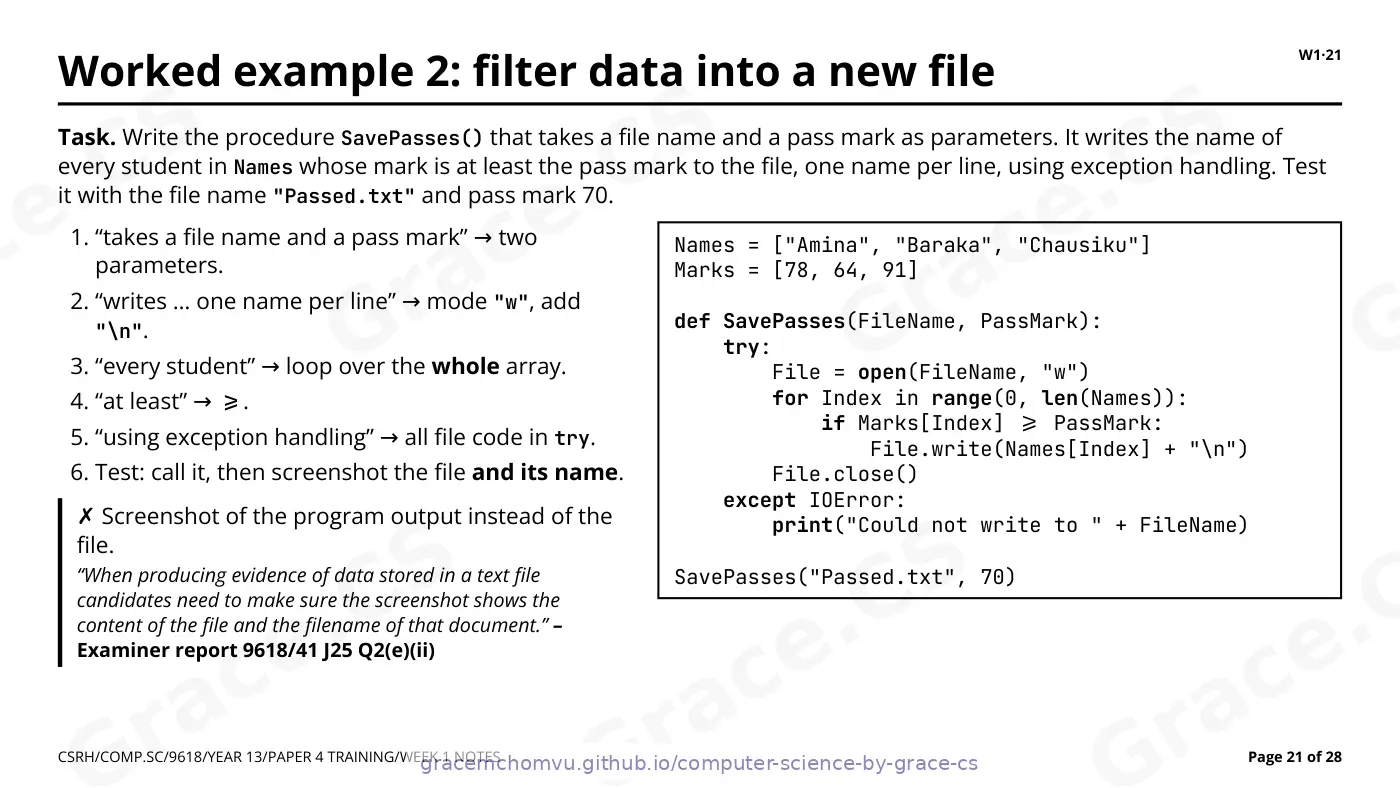 Worked example 2: filter data into a new file
W1·21
Task. Write the procedure SavePasses() that takes a file name and a pass mark as parameters. It writes the name of
every student in Names whose mark is at least the pass mark to the file, one name per line, using exception handling. Test
it with the file name "Passed.txt" and pass mark 70.
1. “takes a file name and a pass mark” → two
parameters.
2. “writes … one name per line” → mode "w", add
"\n".
3. “every student” → loop over the whole array.
4. “at least” → ⩾.
5. “using exception handling” → all file code in try.
6. Test: call it, then screenshot the file and its name.
✗ Screenshot of the program output instead of the
file.
“When producing evidence of data stored in a text file
candidates need to make sure the screenshot shows the
content of the file and the filename of that document.” –
Examiner report 9618/41 J25 Q2(e)(ii)
Names = ["Amina", "Baraka", "Chausiku"]
Marks = [78, 64, 91]
def SavePasses(FileName, PassMark):
    try:
        File = open(FileName, "w")
        for Index in range(0, len(Names)):
            if Marks[Index] ⩾ PassMark:
                File.write(Names[Index] + "\n")
        File.close()
    except IOError:
        print("Could not write to " + FileName)
SavePasses("Passed.txt", 70)
CSRH/COMP.SC/9618/YEAR 13/PAPER 4 TRAINING/WEEK 1 NOTES
gracemchomvu.github.io/computer-science-by-grace-cs
Page 21 of 28
Grace.cs